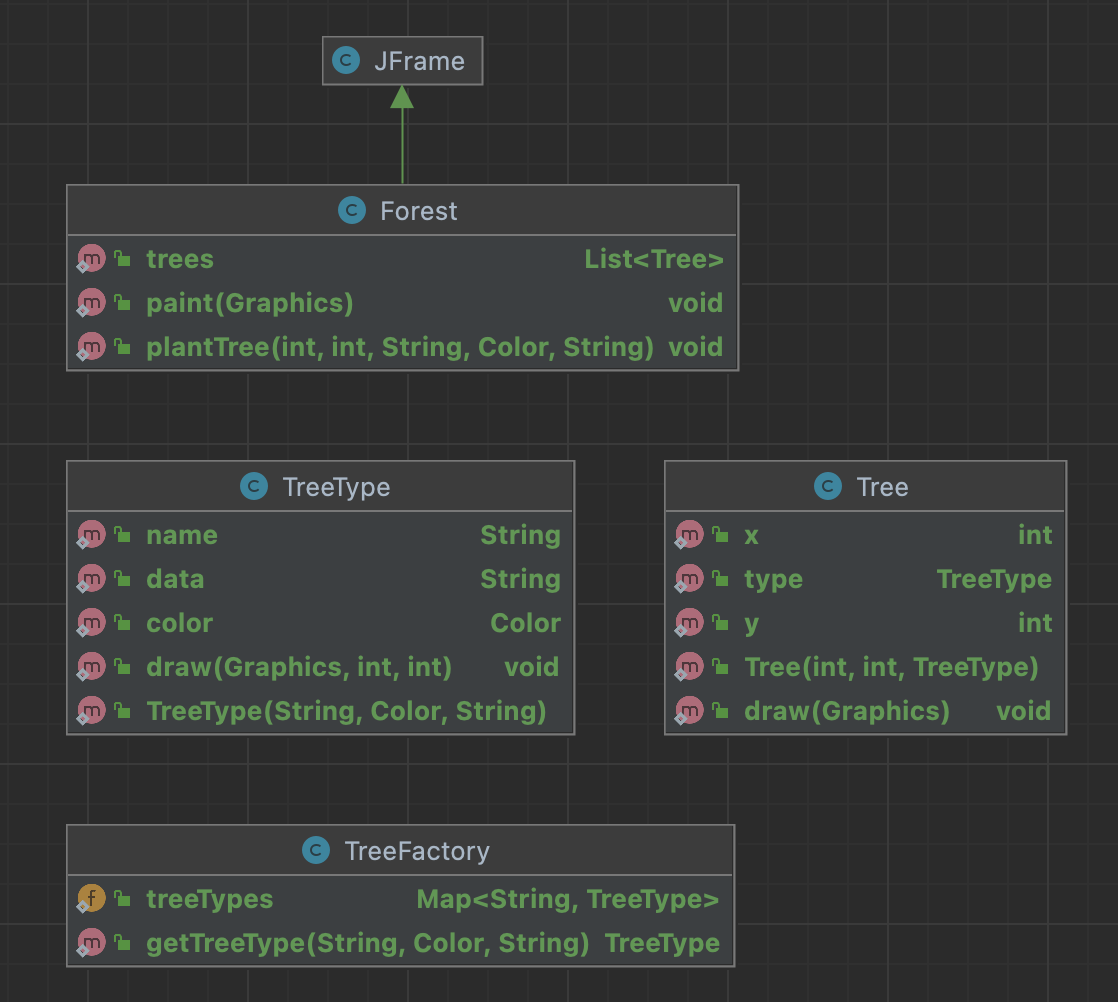 C JFrame
C Forest
m trees List<Tree>
m paint(Graphics) void
m plantTree(int, int, String, Color, String) void
C TreeType
m name String
m data String
m color Color
m draw(Graphics, int, int) void
m TreeType(String, Color, String)
C Tree
m x int
m type TreeType
m y int
m Tree(int, int, TreeType)
m draw(Graphics) void
C TreeFactory
f treeTypes Map<String, TreeType>
m getTreeType(String, Color, String) TreeType